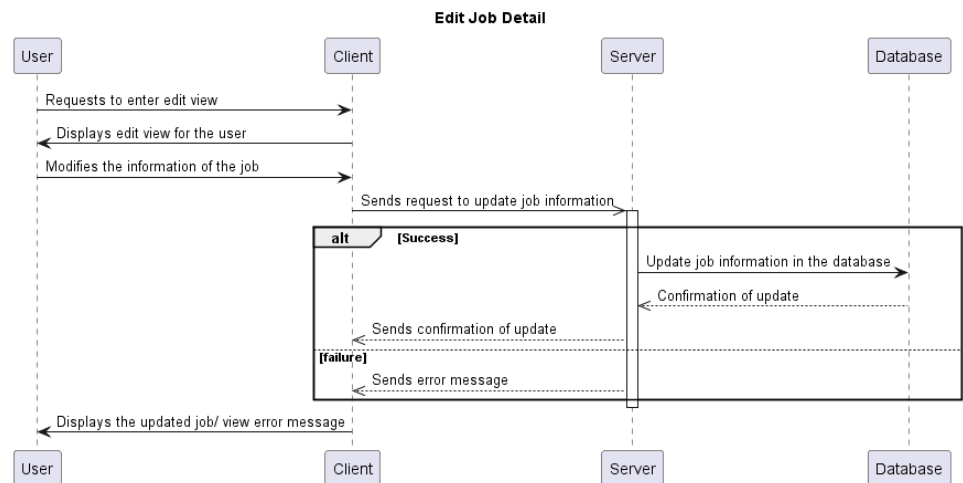 Edit Job Detail
User Client Server Database
Requests to enter edit view
Displays edit view for the user
Modifies the information of the job
Sends request to update job information
alt [Success]
Update job information in the database
Confirmation of update
Sends confirmation of update
[failure]
Sends error message
Displays the updated job/ view error message
User Client Server Database